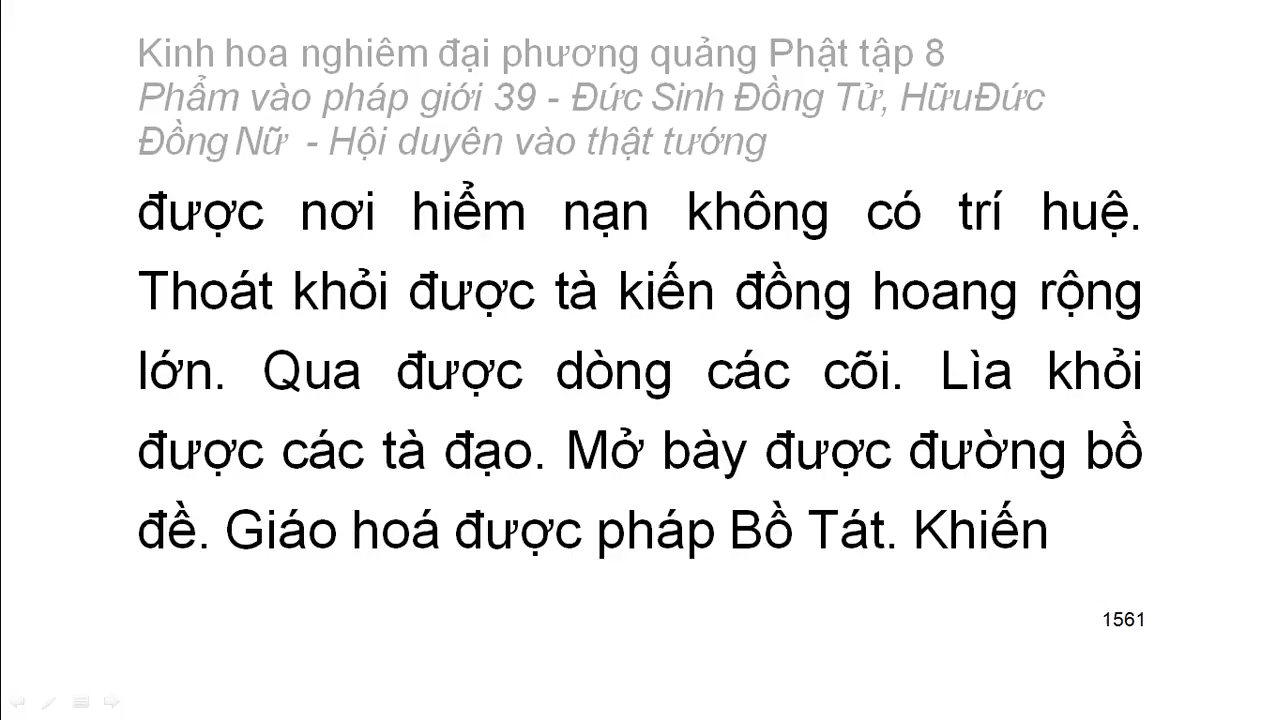 Kinh hoa nghiêm đại phương quảng Phật tập 8
Phẩm vào pháp giới 39 - Đức Sinh Đồng Tử, HữuĐức
Đồng Nữ - Hội duyên vào thật tướng
được nơi hiểm nạn không có trí huệ.
Thoát khỏi được tà kiến đồng hoang rộng
lớn. Qua được dòng các cõi. Lìa khỏi
được các tà đạo. Mở bày được đường bồ
đề. Giáo hoá được pháp Bồ Tát. Khiến
1561